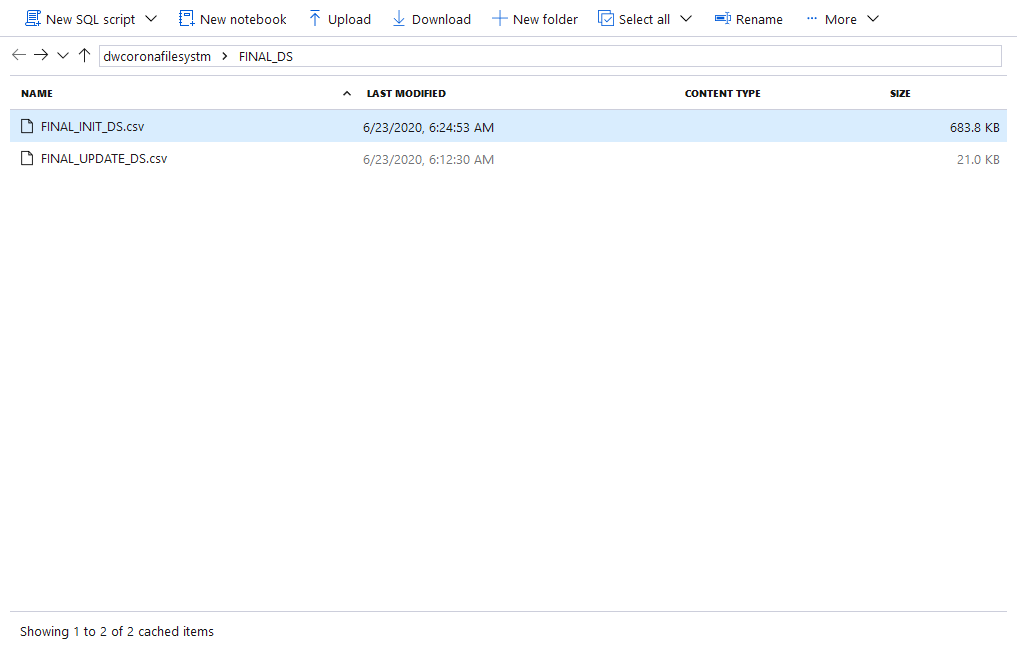 New SQL script New notebook Upload Download New folder Select all Rename ... More
dwcoronafilesystm > FINAL_DS
NAME LAST MODIFIED CONTENT TYPE SIZE
FINAL_INIT_DS.csv 6/23/2020, 6:24:53 AM 683.8 KB
FINAL_UPDATE_DS.csv 6/23/2020, 6:12:30 AM 21.0 KB
Showing 1 to 2 of 2 cached items